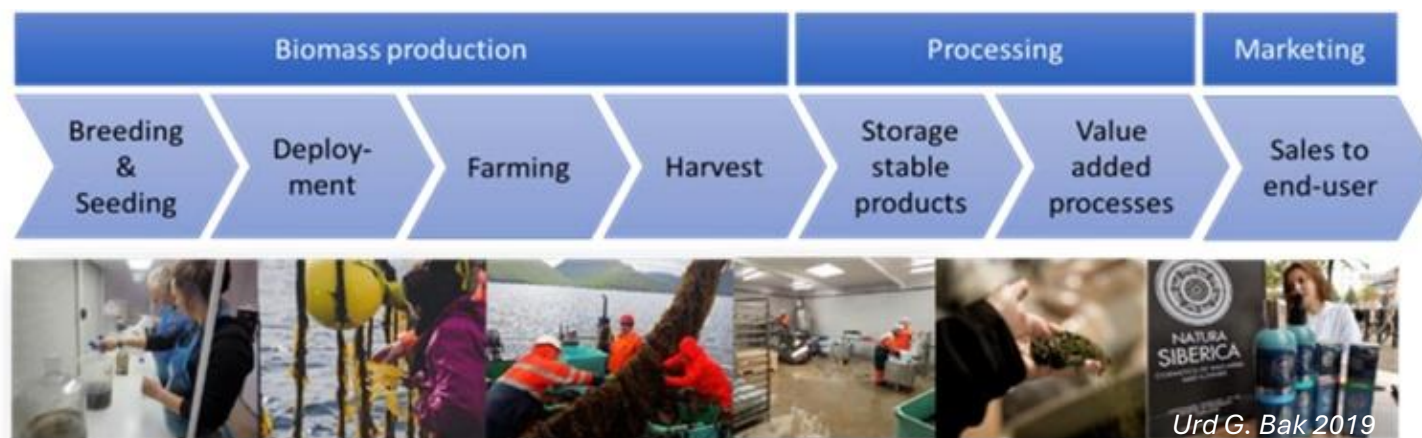 Biomass production
Processing
Marketing
Breeding
&
Seeding
Deploy-
ment
Farming
Harvest
Storage
stable
products
Value
added
processes
Sales to
end-user
NATURA
SIBERICA
Urd G. Bak 2019